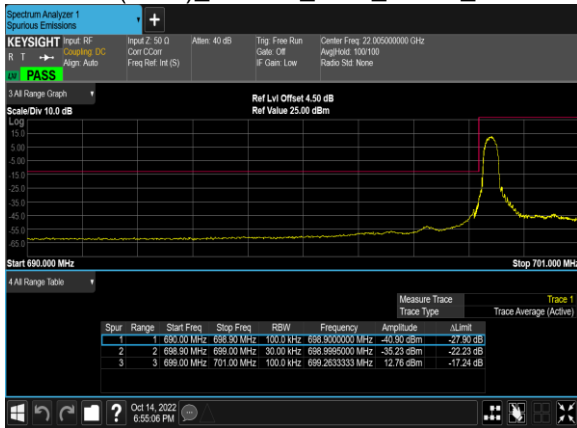 Spectrum Analyzer 1
Spurious Emissions
KEYSIGHT Input: RF Input Z: 50 Ω Atten: 40 dB Trig: Free Run Center Freq: 22.005000000 GHz
R T Coupling: DC Corr CCorr Gate: Off Avg|Hold: 100/100
Align: Auto Freq Ref: Int (S) IF Gain: Low Radio Std: None
PASS
3 All Range Graph
Ref Lvl Offset 4.50 dB
Scale/Div 10.0 dB Ref Value 25.00 dBm
Log
15.0
5.00
-5.00
-15.0
-25.0
-35.0
-45.0
-55.0
-65.0
Start 690.000 MHz Stop 701.000 MHz
4 All Range Table
Measure Trace Trace 1
Trace Type Trace Average (Active)
Spur Range Start Freq Stop Freq RBW Frequency Amplitude ΔLimit
1 1 690.00 MHz 698.90 MHz 100.0 kHz 698.9000000 MHz -40.90 dBm -27.90 dB
2 2 698.90 MHz 699.00 MHz 30.00 kHz 698.9995000 MHz -35.23 dBm -22.23 dB
3 3 699.00 MHz 701.00 MHz 100.0 kHz 699.2633333 MHz 12.76 dBm -17.24 dB
Oct 14, 2022
6:55:06 PM